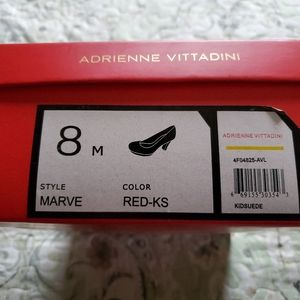 ADRIENNE VITTADINI
8 M
STYLE
MARVE
COLOR
RED-KS
ADRIENNE VITTADINI
4F04825-AVL
KIDSUEDE